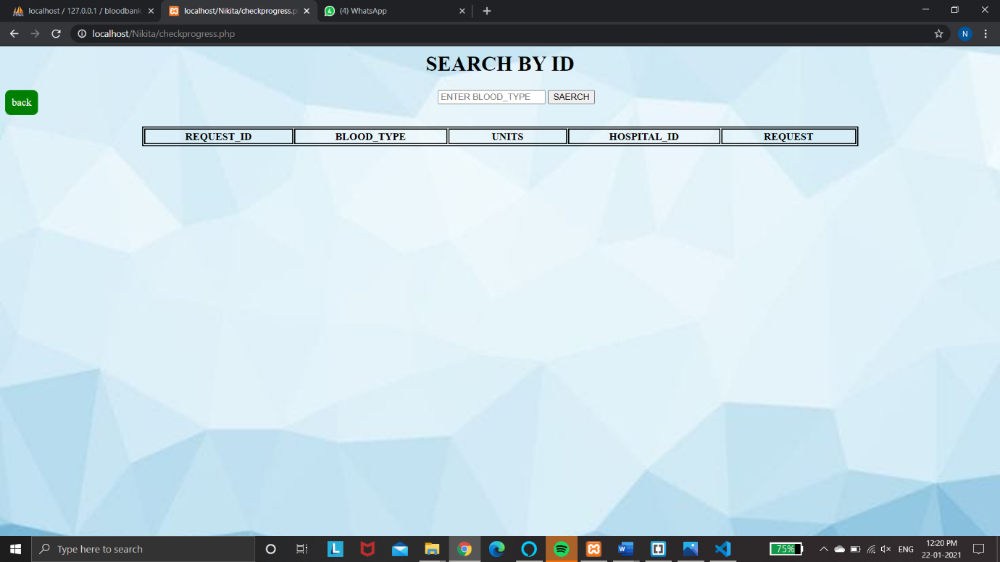 localhost / 127.0.0.1 / bloodbank
localhost/Nikita/checkprogress.p
(4) WhatsApp
localhost/Nikita/checkprogress.php
N
SEARCH BY ID
back
ENTER BLOOD_TYPE SAERCH
REQUEST_ID BLOOD_TYPE UNITS HOSPITAL_ID REQUEST
Type here to search
L
W
75%
ENG
12:20 PM
22-01-2021